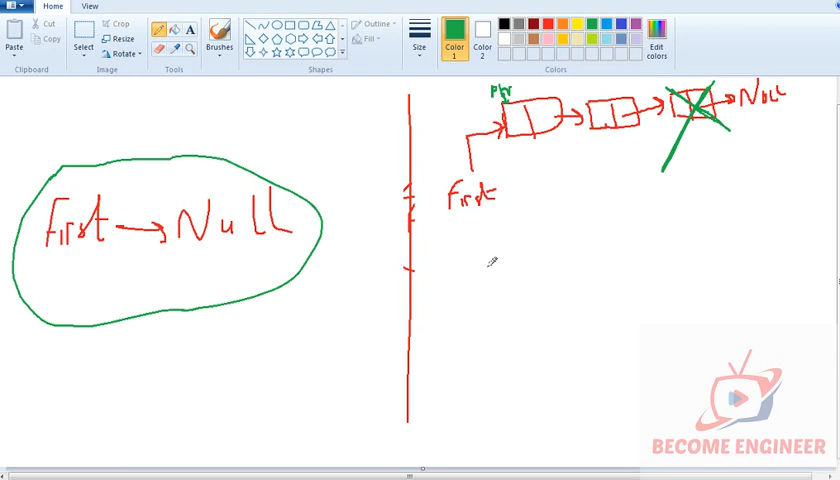 Home
View
Paste
Cut
Copy
Clipboard
Select
Crop
Resize
Rotate
Image
Tools
Brushes
Shapes
Outline
Fill
Size
Color 1
Color 2
Colors
Edit colors
First → Null
ptr
Null
First
BECOME ENGINEER